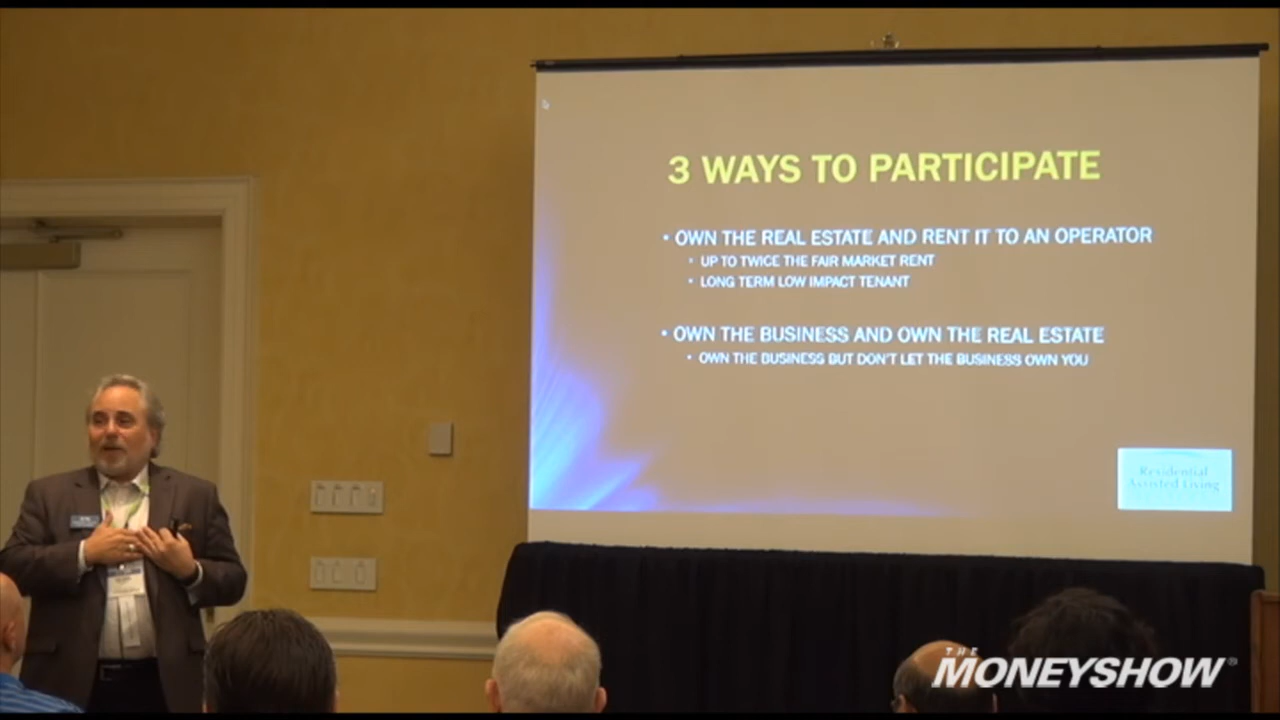 3 WAYS TO PARTICIPATE
• OWN THE REAL ESTATE AND RENT IT TO AN OPERATOR
• UP TO TWICE THE FAIR MARKET RENT
• LONG TERM LOW IMPACT TENANT
• OWN THE BUSINESS AND OWN THE REAL ESTATE
• OWN THE BUSINESS BUT DON'T LET THE BUSINESS OWN YOU
Residential
Assisted Living
THE
MONEYSHOW®